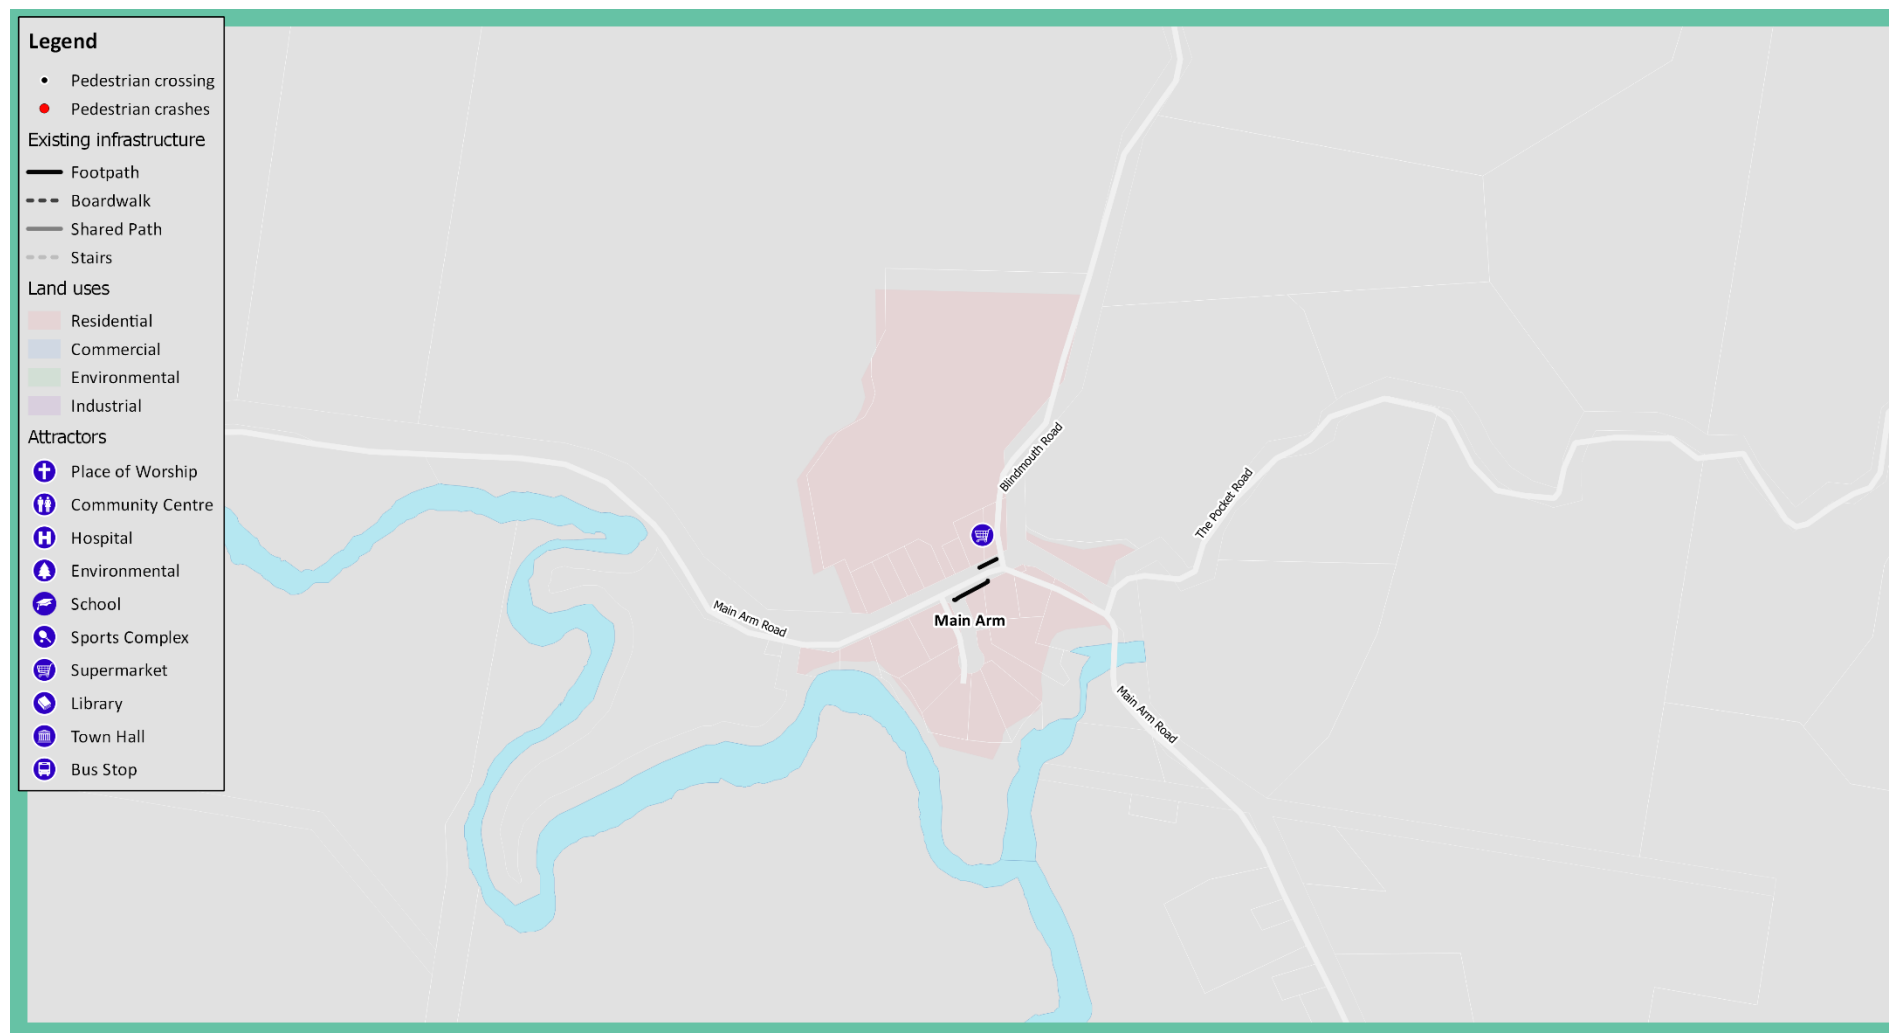 Legend
Pedestrian crossing
Pedestrian crashes
Existing infrastructure
Footpath
Boardwalk
Shared Path
Stairs
Land uses
Residential
Commercial
Environmental
Industrial
Attractors
Place of Worship
Community Centre
Hospital
Environmental
School
Sports Complex
Supermarket
Library
Town Hall
Bus Stop
Blindmouth Road
The Pocket Road
Main Arm Road
Main Arm
Main Arm Road